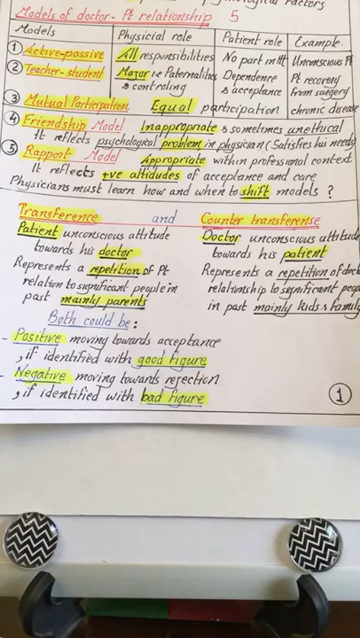 Factors
Models of doctor-Pt relationship 5
Models Physicial role Patient role Example
① Active-passive All responsibilities No part in ttt Unconscious Pt
② Teacher-student Major ie Paternalitic & controling Dependence & acceptance Pt recovery from surgery
③ Mutual Participation Equal participation chronic disease
④ Friendship Model Inappropriate & sometimes unethical
It reflects psychological problem in physician (Satisfies his needs
⑤ Rapport Model Appropriate within professional context
It reflects +ve attidudes of acceptance and care
Physicians must learn how and when to shift models ?
Transference and Counter transferense
Patient unconscious attitude
towards his doctor
Represents a repetition of Pt
relation to significant people in
past mainly parents
Doctor unconscious attitude
towards his patient
Represents a repetition of
relationship to significant
in past mainly kids & family
Both could be:
- Positive moving towards acceptance
, if identified with good figure
- Negative moving towards rejection
, if identified with bad figure
①